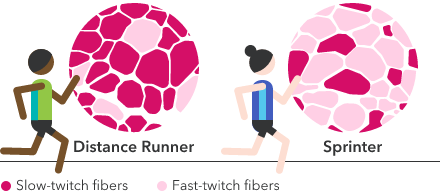 Distance Runner
Sprinter
Slow-twitch fibers
Fast-twitch fibers